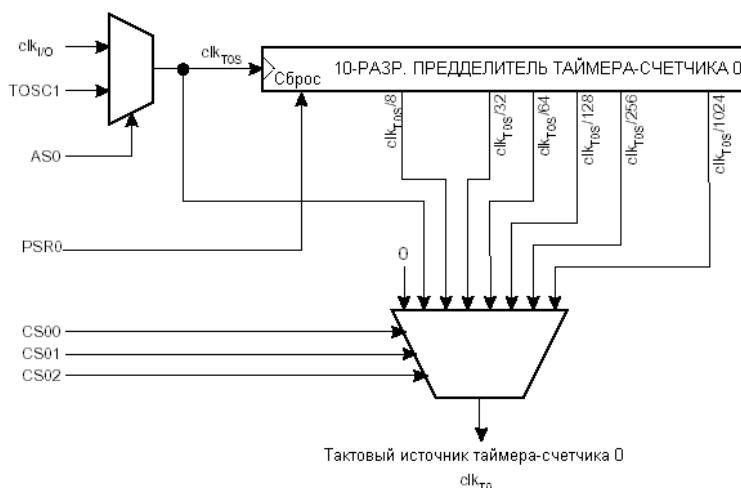 clkI/O
TOSC1
AS0
PSR0
clkT0S
Сброс
10-РАЗР. ПРЕДДЕЛИТЕЛЬ ТАЙМЕРА-СЧЕТЧИКА 0
clkT0S/8
clkT0S/32
clkT0S/64
clkT0S/128
clkT0S/256
clkT0S/1024
0
CS00
CS01
CS02
Тактовый источник таймера-счетчика 0
clkT0